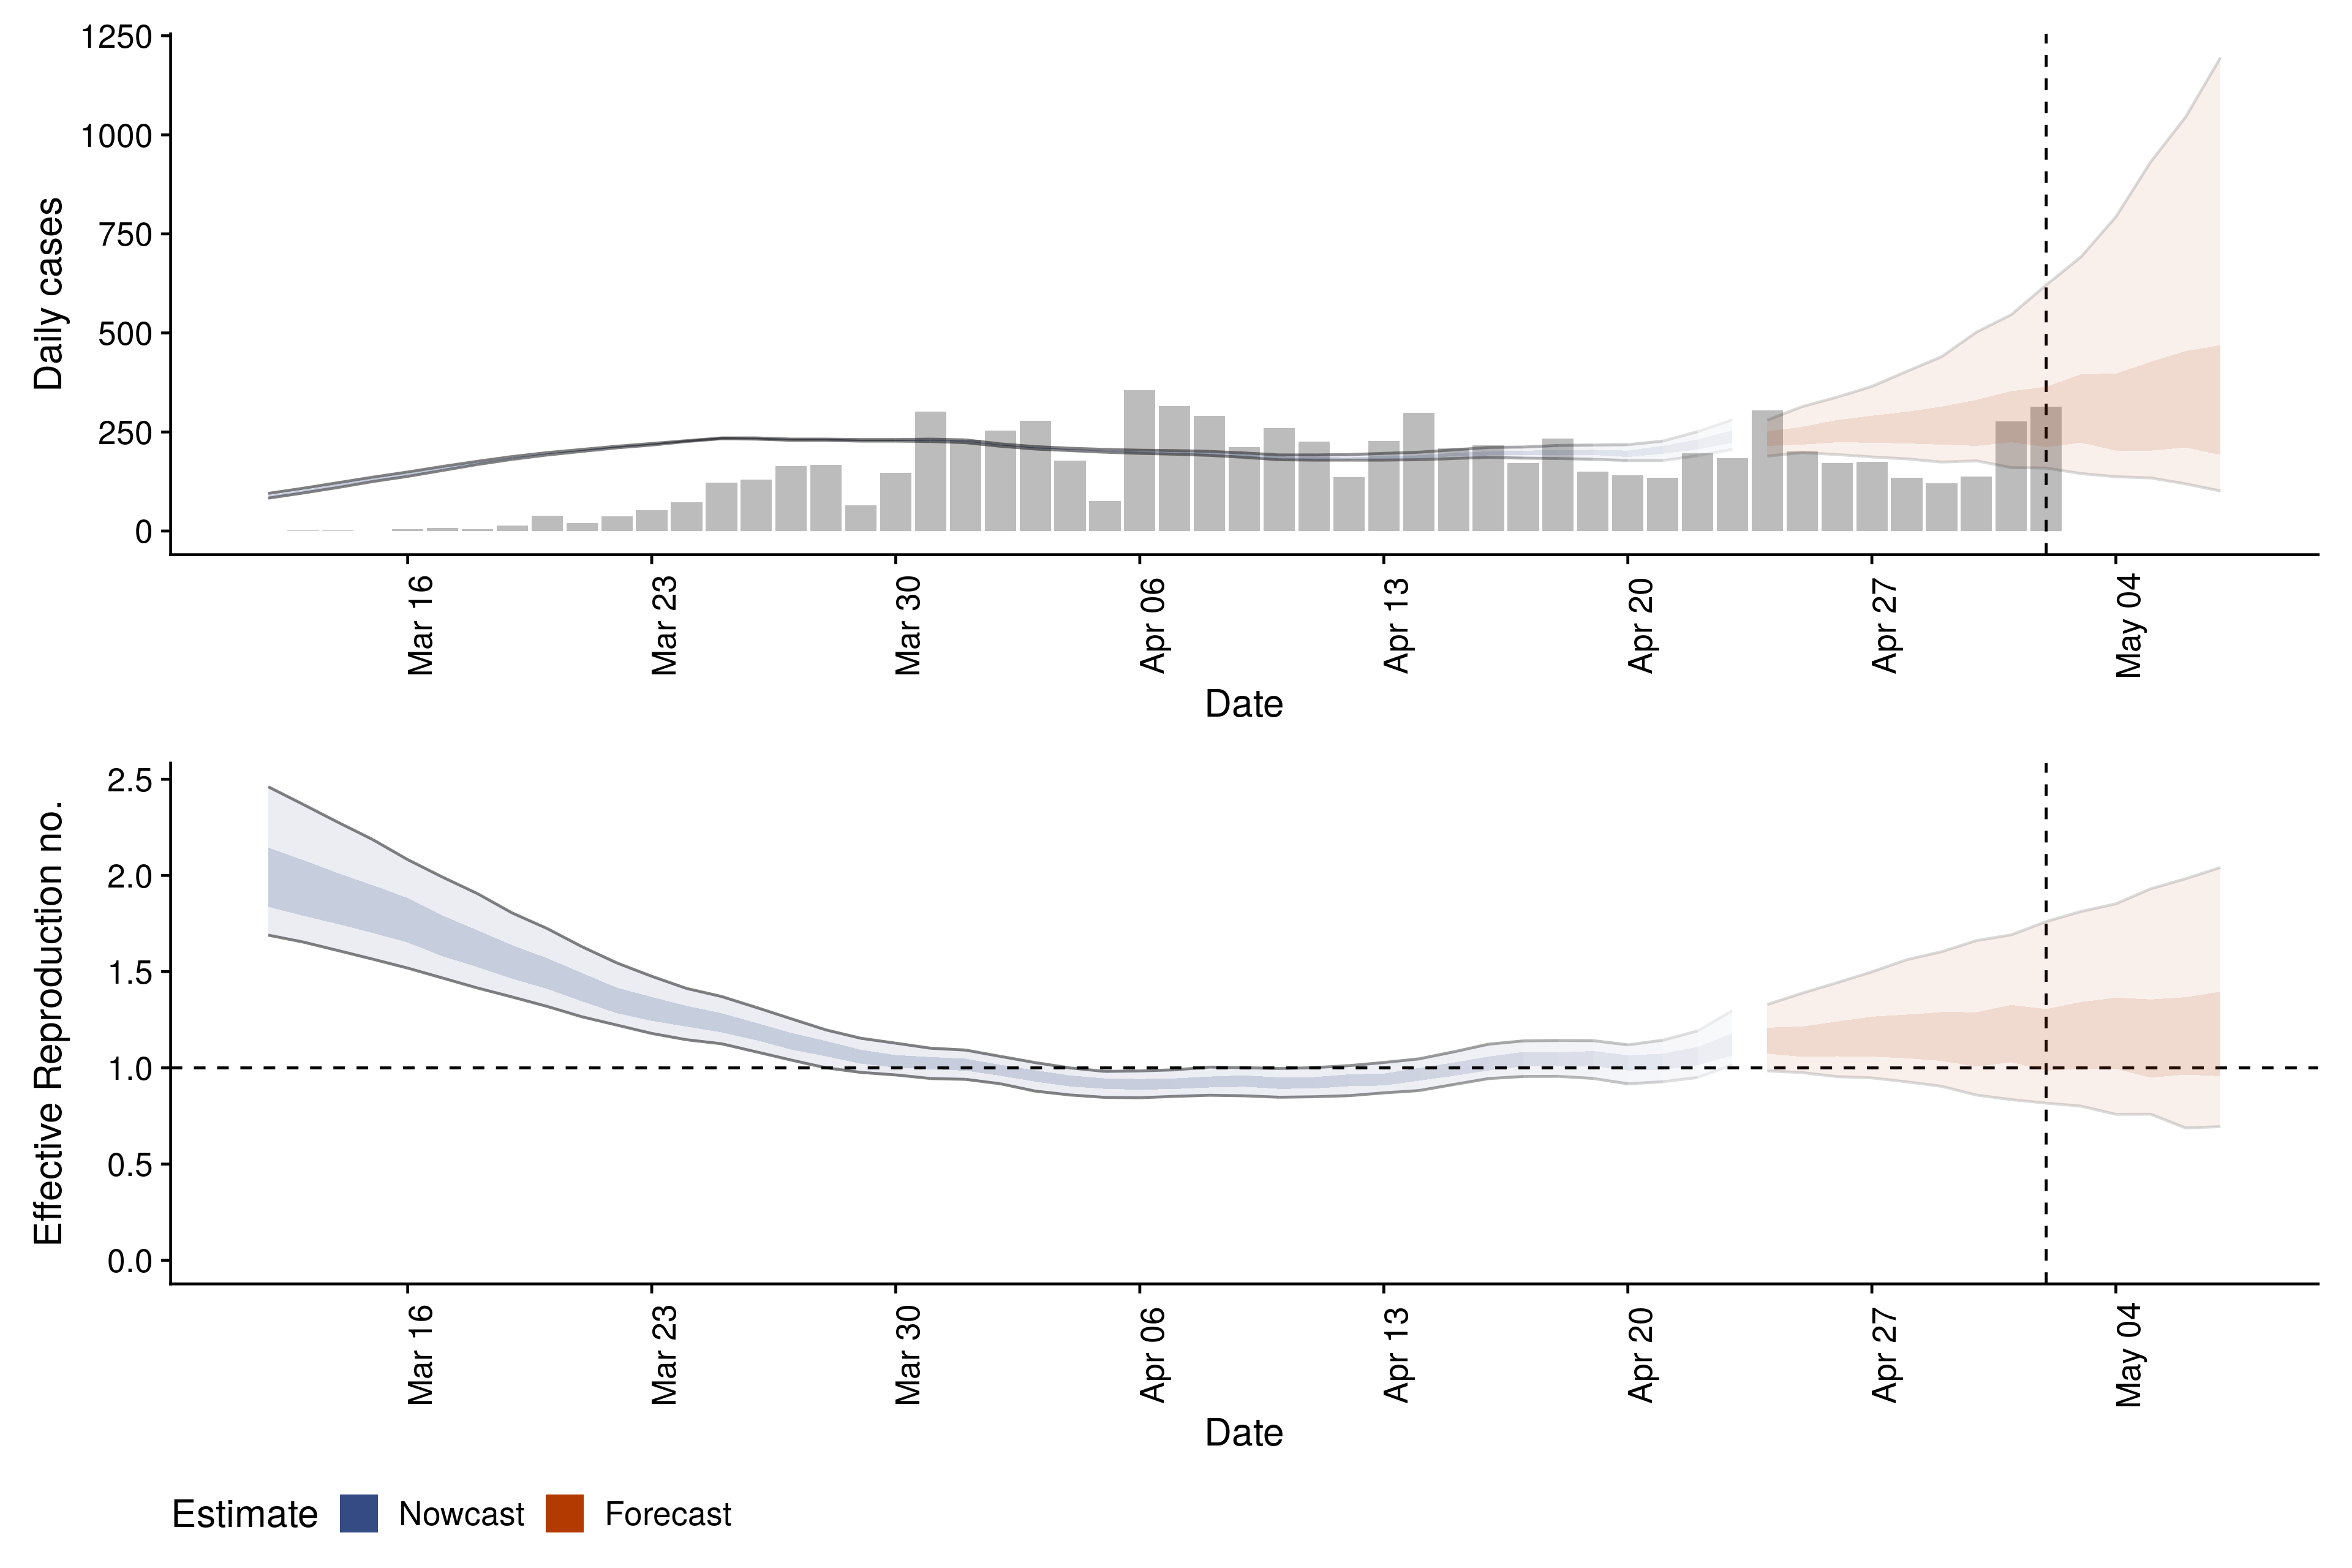 Daily cases
1250
1000
750
500
250
0
Mar 16
Mar 23
Mar 30
Apr 06
Apr 13
Apr 20
Apr 27
May 04
Date
Effective Reproduction no.
2.5
2.0
1.5
1.0
0.5
0.0
Mar 16
Mar 23
Mar 30
Apr 06
Apr 13
Apr 20
Apr 27
May 04
Date
Estimate Nowcast Forecast